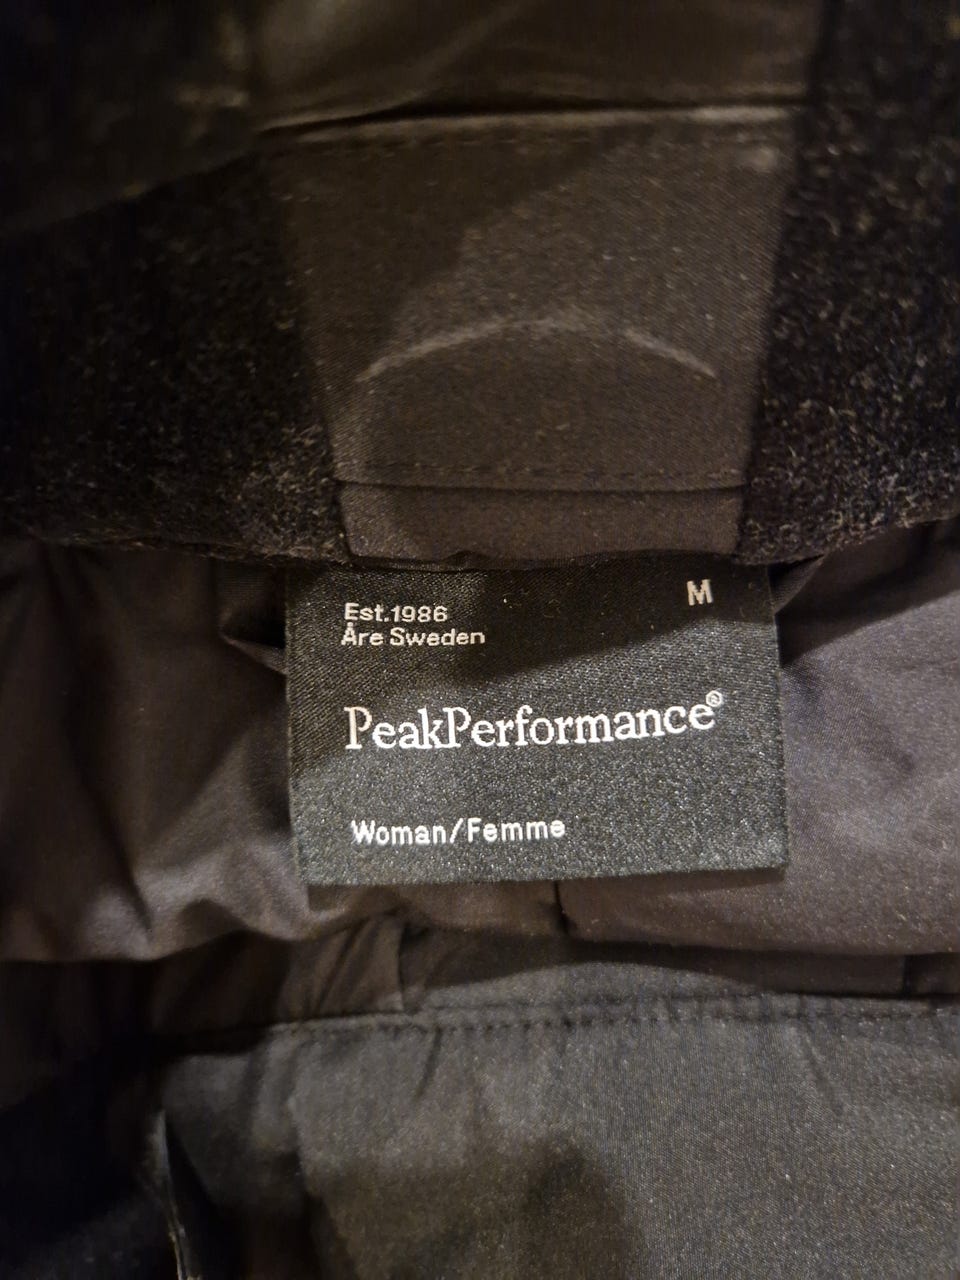 Est.1986
Åre Sweden
M
PeakPerformance®
Woman/Femme